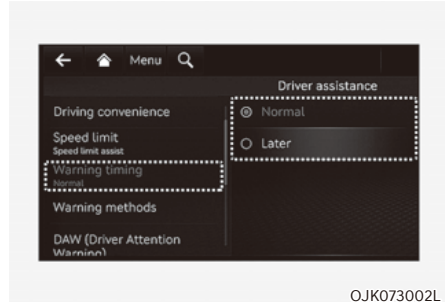 Menu
Driver assistance
Driving convenience
Speed limit
Speed limit assist
Warning timing
Normal
Warning methods
DAW (Driver Attention
Warning)
Normal
Later
OJK073002L